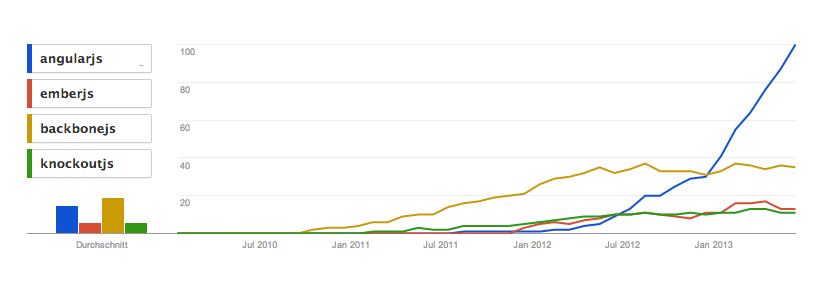 angularjs
emberjs
backbonejs
knockoutjs
Durchschnitt
100
80
60
40
20
Jul 2010 Jan 2011 Jul 2011 Jan 2012 Jul 2012 Jan 2013